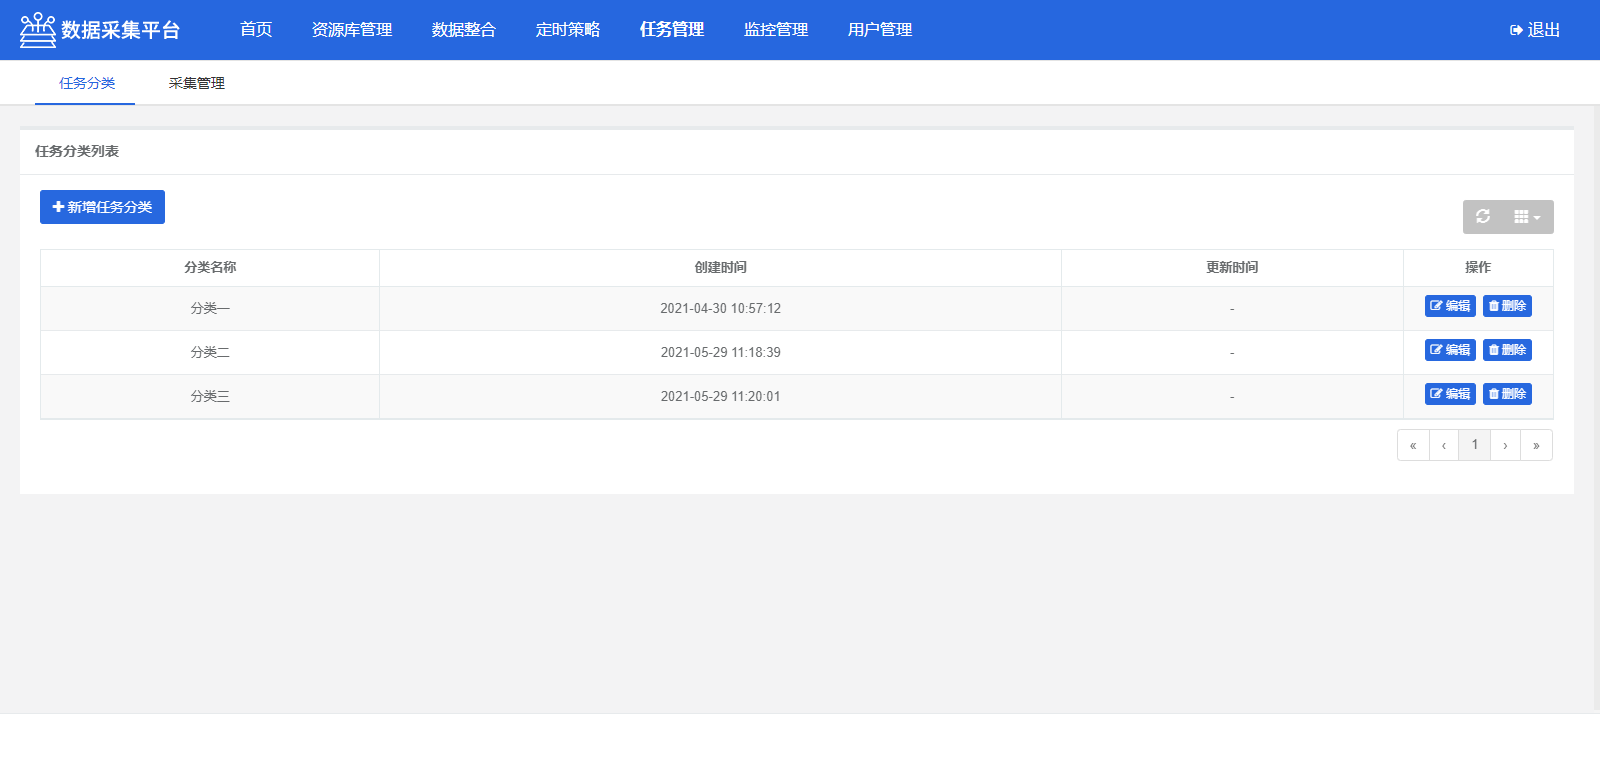 数据采集平台 首页 资源库管理 数据整合 定时策略 任务管理 监控管理 用户管理 退出
任务分类 采集管理
任务分类列表
新增任务分类
分类名称 创建时间 更新时间 操作
分类一 2021-04-30 10:57:12 - 编辑 删除
分类二 2021-05-29 11:18:39 - 编辑 删除
分类三 2021-05-29 11:20:01 - 编辑 删除
« ‹ 1 › »